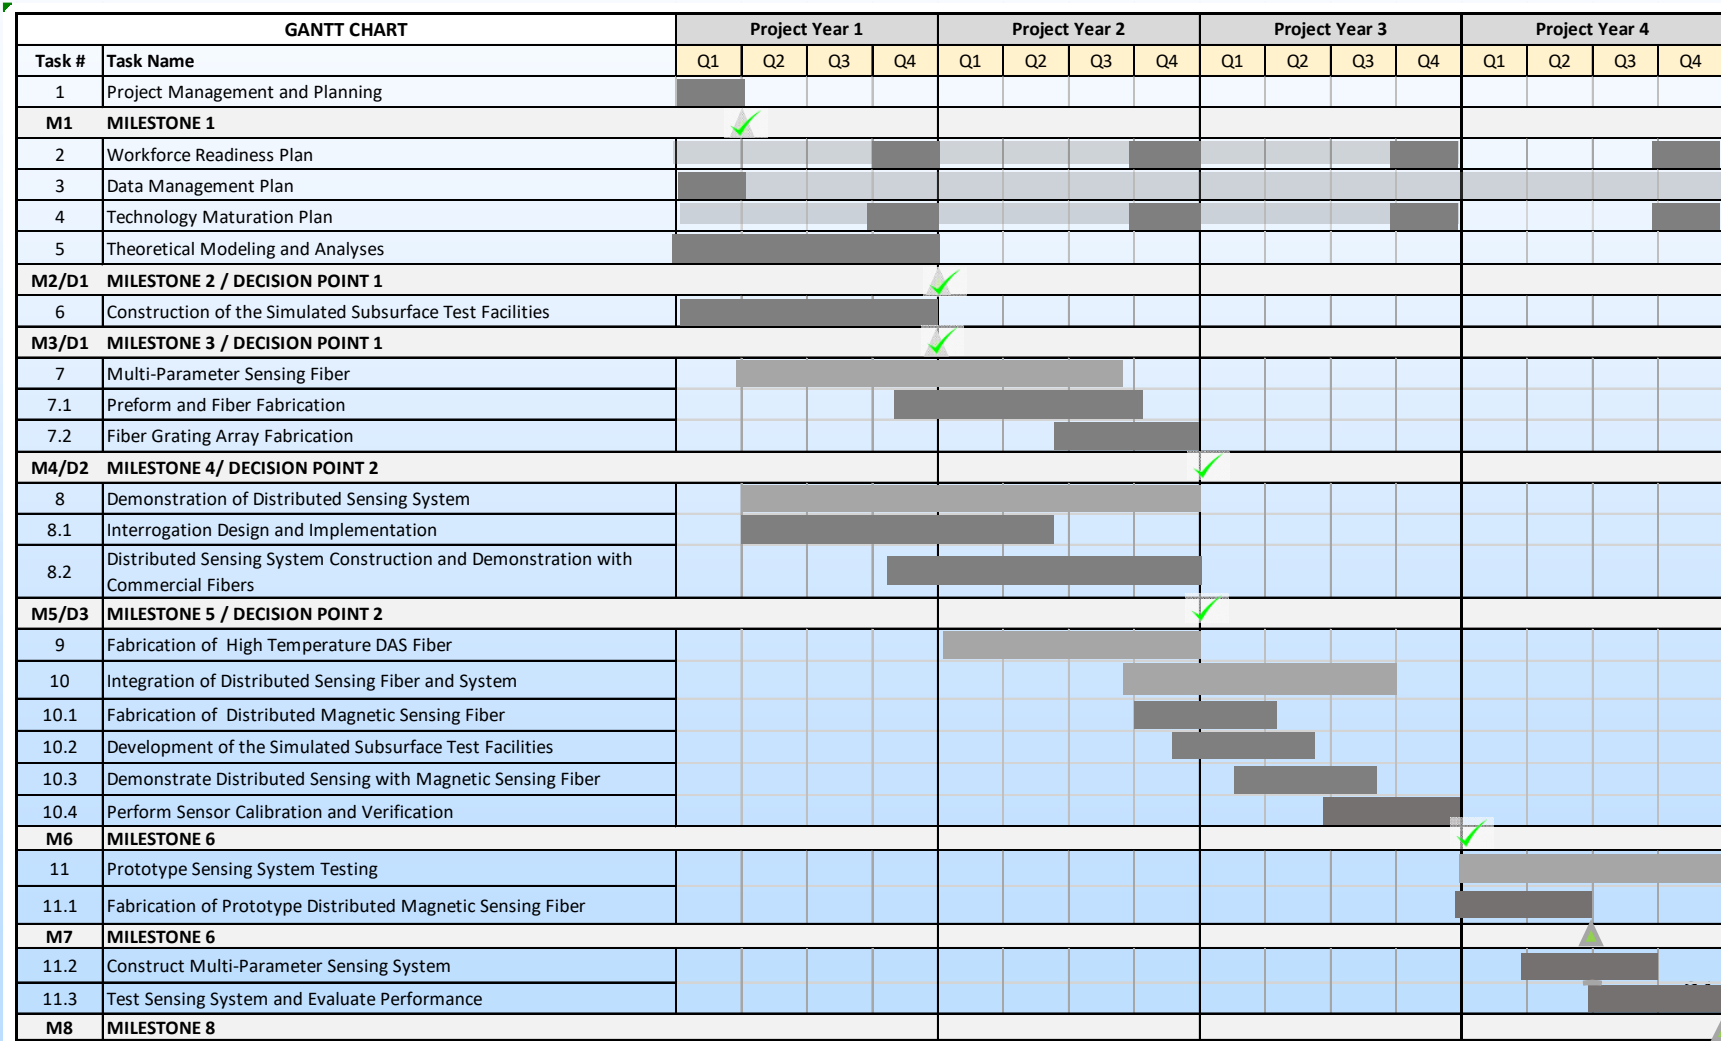 GANTT CHART Project Year 1 Project Year 2 Project Year 3 Project Year 4
Task # Task Name Q1 Q2 Q3 Q4 Q1 Q2 Q3 Q4 Q1 Q2 Q3 Q4 Q1 Q2 Q3 Q4
1 Project Management and Planning
M1 MILESTONE 1
2 Workforce Readiness Plan
3 Data Management Plan
4 Technology Maturation Plan
5 Theoretical Modeling and Analyses
M2/D1 MILESTONE 2 / DECISION POINT 1
6 Construction of the Simulated Subsurface Test Facilities
M3/D1 MILESTONE 3 / DECISION POINT 1
7 Multi-Parameter Sensing Fiber
7.1 Preform and Fiber Fabrication
7.2 Fiber Grating Array Fabrication
M4/D2 MILESTONE 4/ DECISION POINT 2
8 Demonstration of Distributed Sensing System
8.1 Interrogation Design and Implementation
8.2 Distributed Sensing System Construction and Demonstration with
Commercial Fibers
M5/D3 MILESTONE 5 / DECISION POINT 2
9 Fabrication of High Temperature DAS Fiber
10 Integration of Distributed Sensing Fiber and System
10.1 Fabrication of Distributed Magnetic Sensing Fiber
10.2 Development of the Simulated Subsurface Test Facilities
10.3 Demonstrate Distributed Sensing with Magnetic Sensing Fiber
10.4 Perform Sensor Calibration and Verification
M6 MILESTONE 6
11 Prototype Sensing System Testing
11.1 Fabrication of Prototype Distributed Magnetic Sensing Fiber
M7 MILESTONE 6
11.2 Construct Multi-Parameter Sensing System
11.3 Test Sensing System and Evaluate Performance
M8 MILESTONE 8